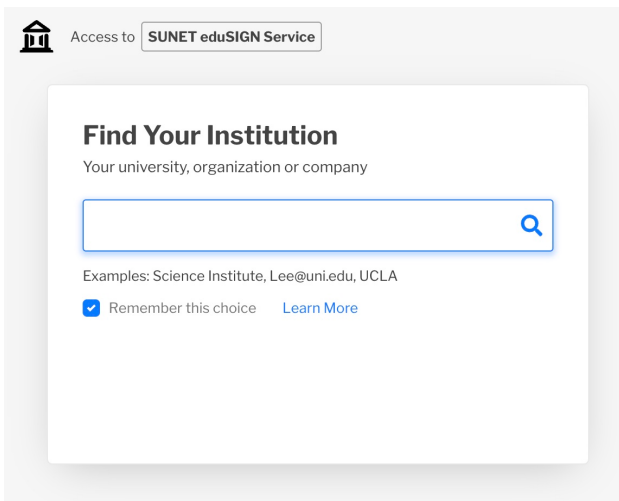 Access to SUNET eduSIGN Service
Find Your Institution
Your university, organization or company
Examples: Science Institute, Lee@uni.edu, UCLA
Remember this choice Learn More